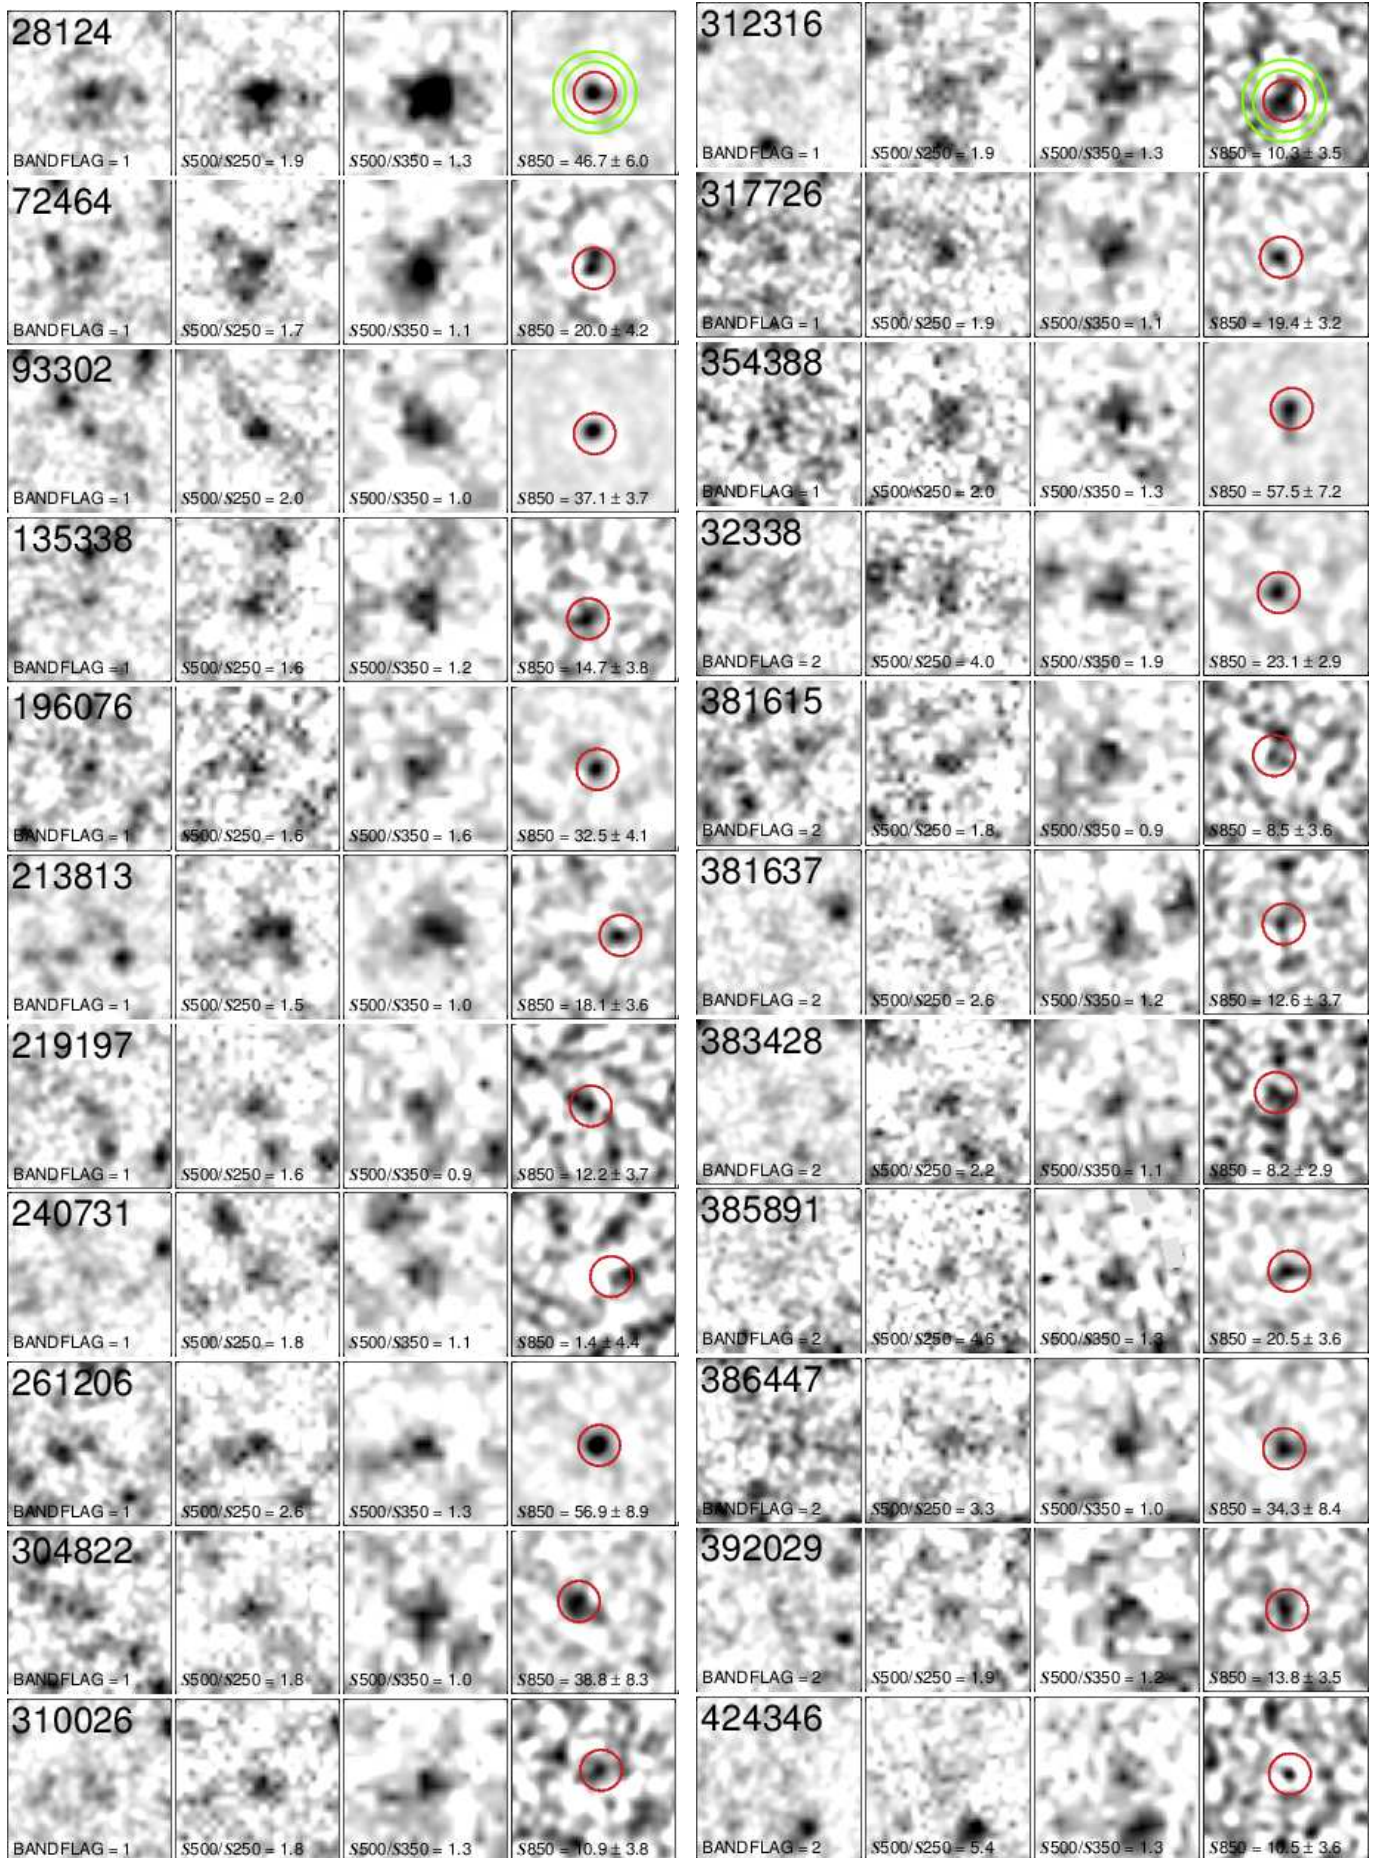 28124
BANDFLAG = 1 S500/S250 = 1.9 S500/S350 = 1.3 S850 = 46.7 ± 6.0
72464
BANDFLAG = 1 S500/S250 = 1.7 S500/S350 = 1.1 S850 = 20.0 ± 4.2
93302
BANDFLAG = 1 S500/S250 = 2.0 S500/S350 = 1.0 S850 = 37.1 ± 3.7
135338
BANDFLAG = 1 S500/S250 = 1.6 S500/S350 = 1.2 S850 = 14.7 ± 3.8
196076
BANDFLAG = 1 S500/S250 = 1.6 S500/S350 = 1.6 S850 = 32.5 ± 4.1
213813
BANDFLAG = 1 S500/S250 = 1.5 S500/S350 = 1.0 S850 = 18.1 ± 3.6
219197
BANDFLAG = 1 S500/S250 = 1.6 S500/S350 = 0.9 S850 = 12.2 ± 3.7
240731
BANDFLAG = 1 S500/S250 = 1.8 S500/S350 = 1.1 S850 = 1.4 ± 4.4
261206
BANDFLAG = 1 S500/S250 = 2.6 S500/S350 = 1.3 S850 = 56.9 ± 8.9
304822
BANDFLAG = 1 S500/S250 = 1.8 S500/S350 = 1.0 S850 = 38.8 ± 8.3
310026
BANDFLAG = 1 S500/S250 = 1.8 S500/S350 = 1.3 S850 = 10.9 ± 3.8
312316
BANDFLAG = 1 S500/S250 = 1.9 S500/S350 = 1.3 S850 = 10.3 ± 3.5
317726
BANDFLAG = 1 S500/S250 = 1.9 S500/S350 = 1.1 S850 = 19.4 ± 3.2
354388
BANDFLAG = 1 S500/S250 = 2.0 S500/S350 = 1.3 S850 = 57.5 ± 7.2
32338
BANDFLAG = 2 S500/S250 = 4.0 S500/S350 = 1.9 S850 = 23.1 ± 2.9
381615
BANDFLAG = 2 S500/S250 = 1.8 S500/S350 = 0.9 S850 = 8.5 ± 3.6
381637
BANDFLAG = 2 S500/S250 = 2.6 S500/S350 = 1.2 S850 = 12.6 ± 3.7
383428
BANDFLAG = 2 S500/S250 = 2.2 S500/S350 = 1.1 S850 = 8.2 ± 2.9
385891
BANDFLAG = 2 S500/S250 = 4.6 S500/S350 = 1.3 S850 = 20.5 ± 3.6
386447
BANDFLAG = 2 S500/S250 = 3.3 S500/S350 = 1.0 S850 = 34.3 ± 8.4
392029
BANDFLAG = 2 S500/S250 = 1.9 S500/S350 = 1.2 S850 = 13.8 ± 3.5
424346
BANDFLAG = 2 S500/S250 = 5.4 S500/S350 = 1.3 S850 = 10.5 ± 3.6